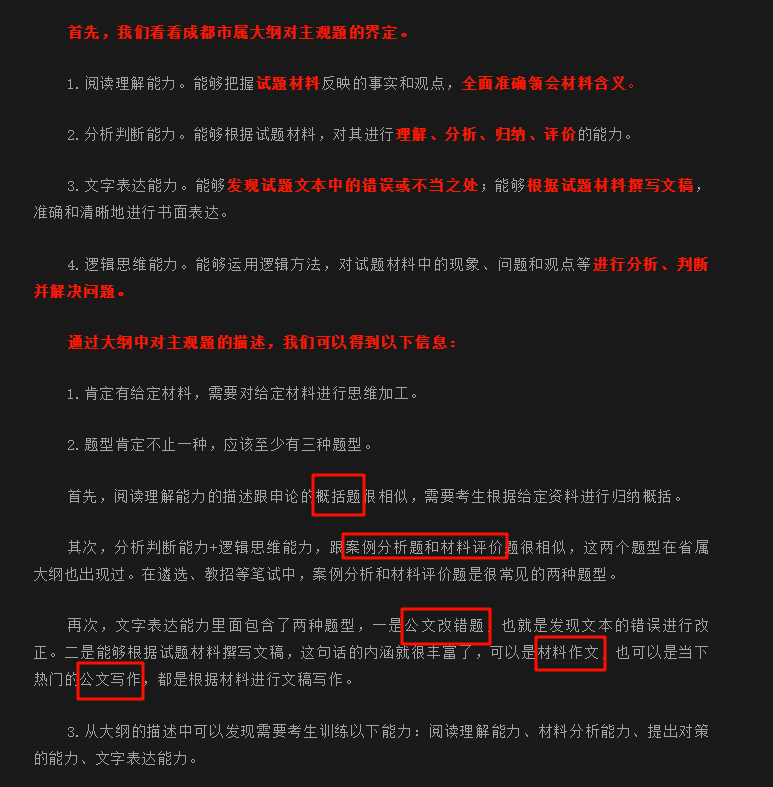 首先，我们看看成都市属大纲对主观题的界定。
1. 阅读理解能力。能够把握试题材料反映的事实和观点，全面准确领会材料含义。
2. 分析判断能力。能够根据试题材料，对其进行理解、分析、归纳、评价的能力。
3. 文字表达能力。能够发现试题文本中的错误或不当之处；能够根据试题材料撰写文稿，
准确和清晰地进行书面表达。
4. 逻辑思维能力。能够运用逻辑方法，对试题材料中的现象、问题和观点等进行分析、判断
并解决问题。
通过大纲中对主观题的描述，我们可以得到以下信息：
1. 肯定有给定材料，需要对给定材料进行思维加工。
2. 题型肯定不止一种，应该至少有三种题型。
首先，阅读理解能力的描述跟申论的概括题很相似，需要考生根据给定资料进行归纳概括。
其次，分析判断能力+逻辑思维能力，跟案例分析题和材料评价题很相似，这两个题型在省属
大纲也出现过。在遴选、教招等笔试中，案例分析和材料评价题是很常见的两种题型。
再次，文字表达能力里面包含了两种题型，一是公文改错题，也就是发现文本的错误进行改
正。二是能够根据试题材料撰写文稿，这句话的内涵就很丰富了，可以是材料作文，也可以是当下
热门的公文写作，都是根据材料进行文稿写作。
3. 从大纲的描述中可以发现需要考生训练以下能力：阅读理解能力、材料分析能力、提出对策
的能力、文字表达能力。